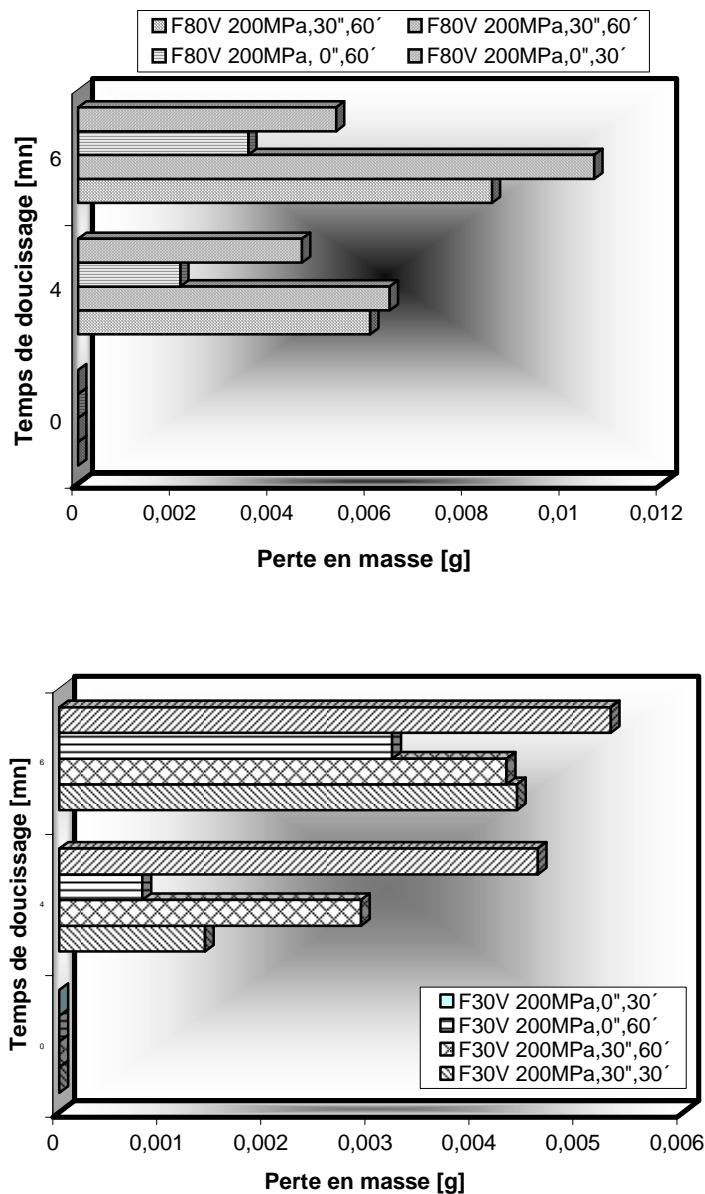 F80V 200MPa,30",60´ F80V 200MPa,30",60´
F80V 200MPa, 0",60´ F80V 200MPa,0",30´
Temps de doucissage [mn]
6
4
0
0 0,002 0,004 0,006 0,008 0,01 0,012
Perte en masse [g]
Temps de doucissage [mn]
6
4
0
F30V 200MPa,0",30´
F30V 200MPa,0",60´
F30V 200MPa,30",60´
F30V 200MPa,30",30´
0 0,001 0,002 0,003 0,004 0,005 0,006
Perte en masse [g]